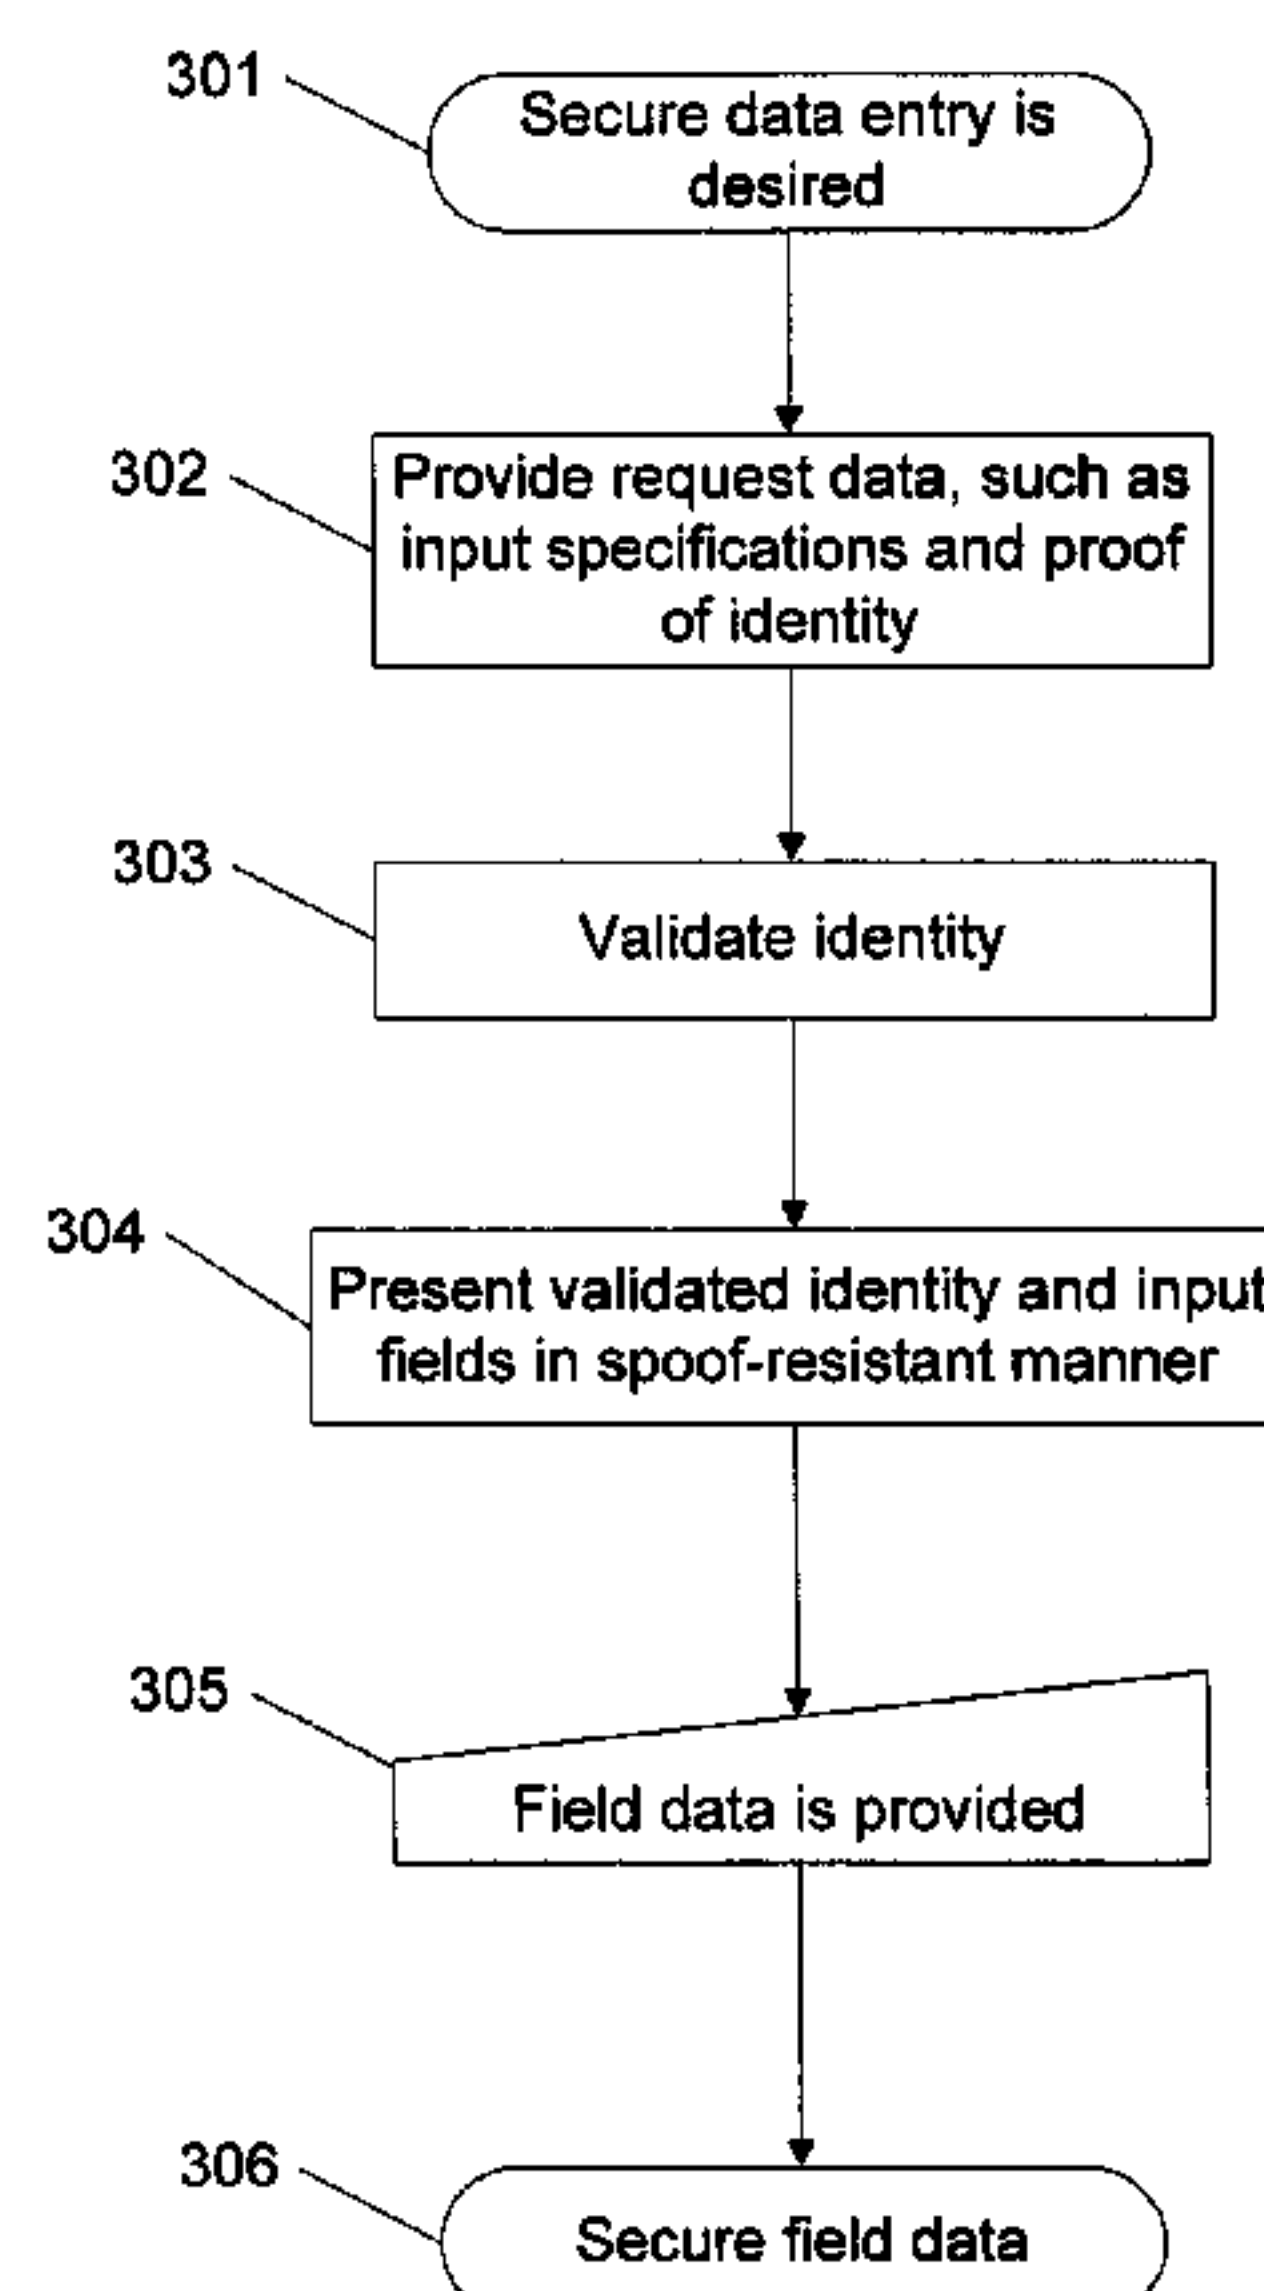 301
Secure data entry is
desired
302
Provide request data, such as
input specifications and proof
of identity
303
Validate identity
304
Present validated identity and input
fields in spoof-resistant manner
305
Field data is provided
306
Secure field data